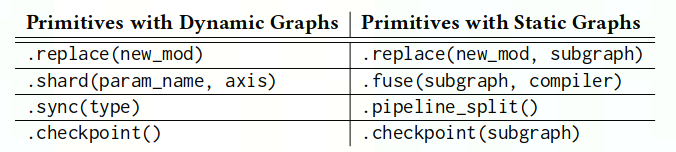 Primitives with Dynamic Graphs Primitives with Static Graphs
.replace(new_mod) .replace(new_mod, subgraph)
.shard(param_name, axis) .fuse(subgraph, compiler)
.sync(type) .pipeline_split()
.checkpoint() .checkpoint(subgraph)